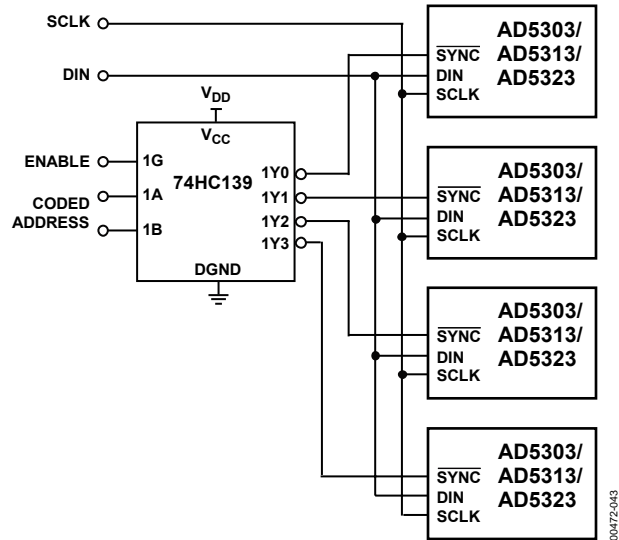 SCLK
DIN
VDD
VCC
ENABLE
1G
CODED
ADDRESS
1A
1B
74HC139
1Y0
1Y1
1Y2
1Y3
DGND
AD5303/
SYNC AD5313/
DIN AD5323
SCLK
AD5303/
SYNC AD5313/
DIN AD5323
SCLK
AD5303/
SYNC AD5313/
DIN AD5323
SCLK
AD5303/
SYNC AD5313/
DIN AD5323
SCLK
00472-043